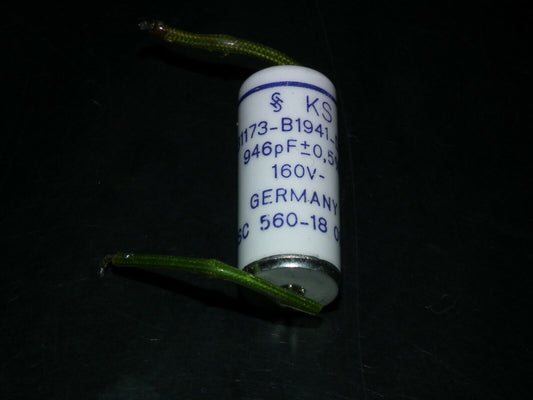 KS
1173-B1941-
946pF±0,5%
160V-
GERMANY
C 560-18